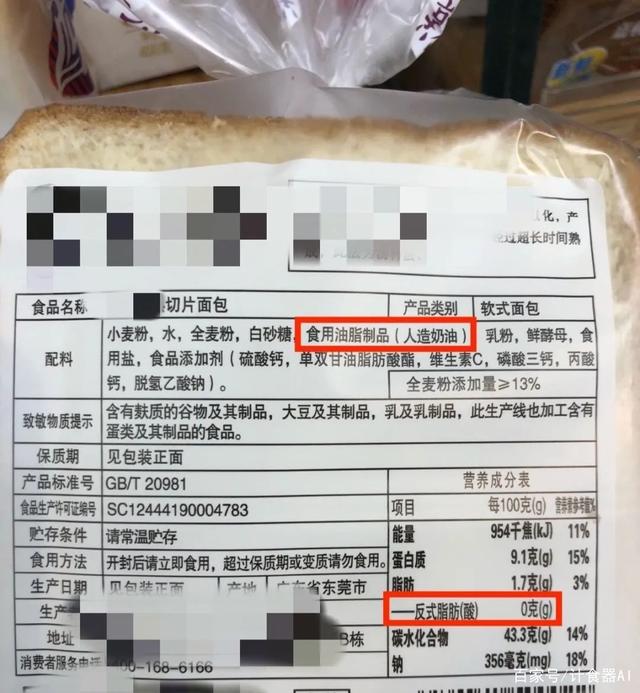 以化，产
经过超长时间熟
食品名称
切片面包
产品类别
软式面包
配料
小麦粉，水，全麦粉，白砂糖，食用油脂制品（人造奶油），乳粉，鲜酵母，食
用盐，食品添加剂（硫酸钙，单双甘油脂肪酸酯，维生素C，磷酸三钙，丙酸
钙，脱氢乙酸钠）。
全麦粉添加量≥13%
致敏物质提示
含有麸质的谷物及其制品，大豆及其制品，乳及乳制品，此生产线也加工含有
蛋类及其制品的食品。
保质期
见包装正面
产品标准号
GB/T 20981
食品生产许可证编号
SC12444190004783
贮存条件
请常温贮存
食用方法
开封后请立即食用，超过保质期或变质请勿食用。
生产日期
见包装正面
产地
广东省东莞市
生产
地址
B栋
消费者服务电话
400-168-6166
营养成分表
项目 每100克(g) 营养素参考值%
能量 954千焦(kJ) 11%
蛋白质 9.1克(g) 15%
脂肪 1.7克(g) 3%
——反式脂肪(酸) 0克(g)
碳水化合物 43.3克(g) 14%
钠 356毫克(mg) 18%
百家号/计食器AI